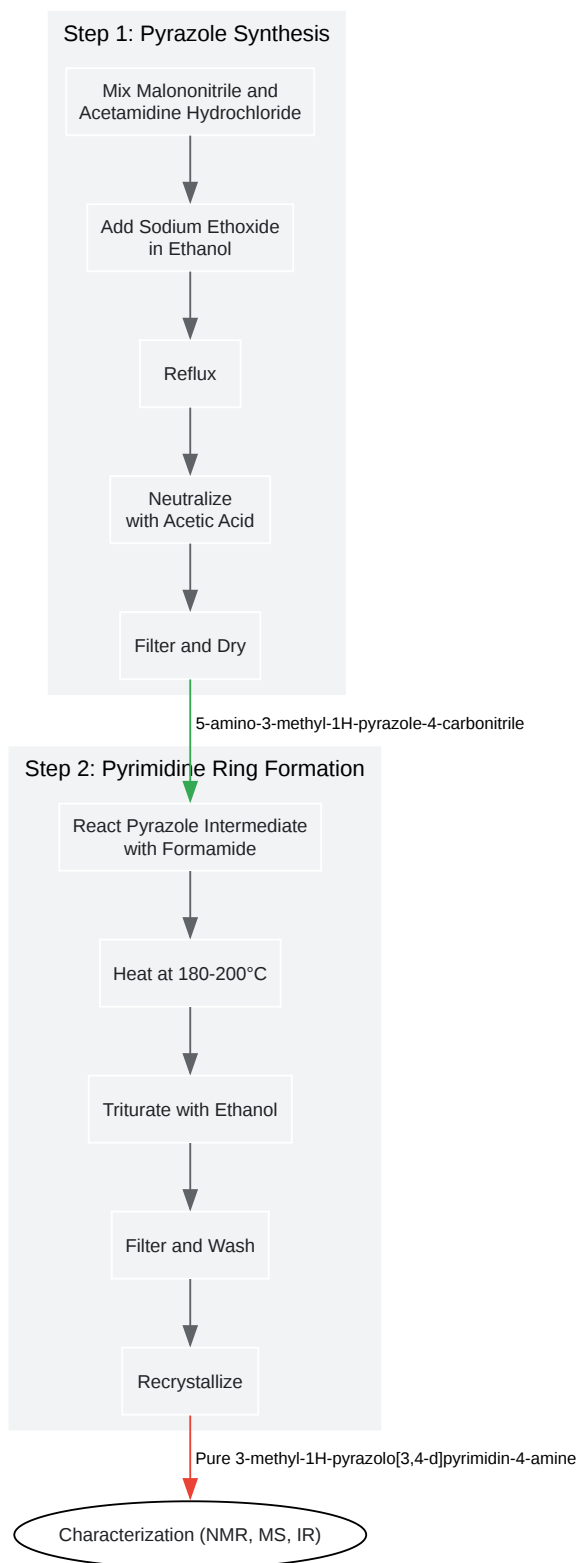 Step 1: Pyrazole Synthesis
Mix Malononitrile and
Acetamidine Hydrochloride
Add Sodium Ethoxide
in Ethanol
Reflux
Neutralize
with Acetic Acid
Filter and Dry
5-amino-3-methyl-1H-pyrazole-4-carbonitrile
Step 2: Pyrimidine Ring Formation
React Pyrazole Intermediate
with Formamide
Heat at 180-200°C
Triturate with Ethanol
Filter and Wash
Recrystallize
Pure 3-methyl-1H-pyrazolo[3,4-d]pyrimidin-4-amine
Characterization (NMR, MS, IR)